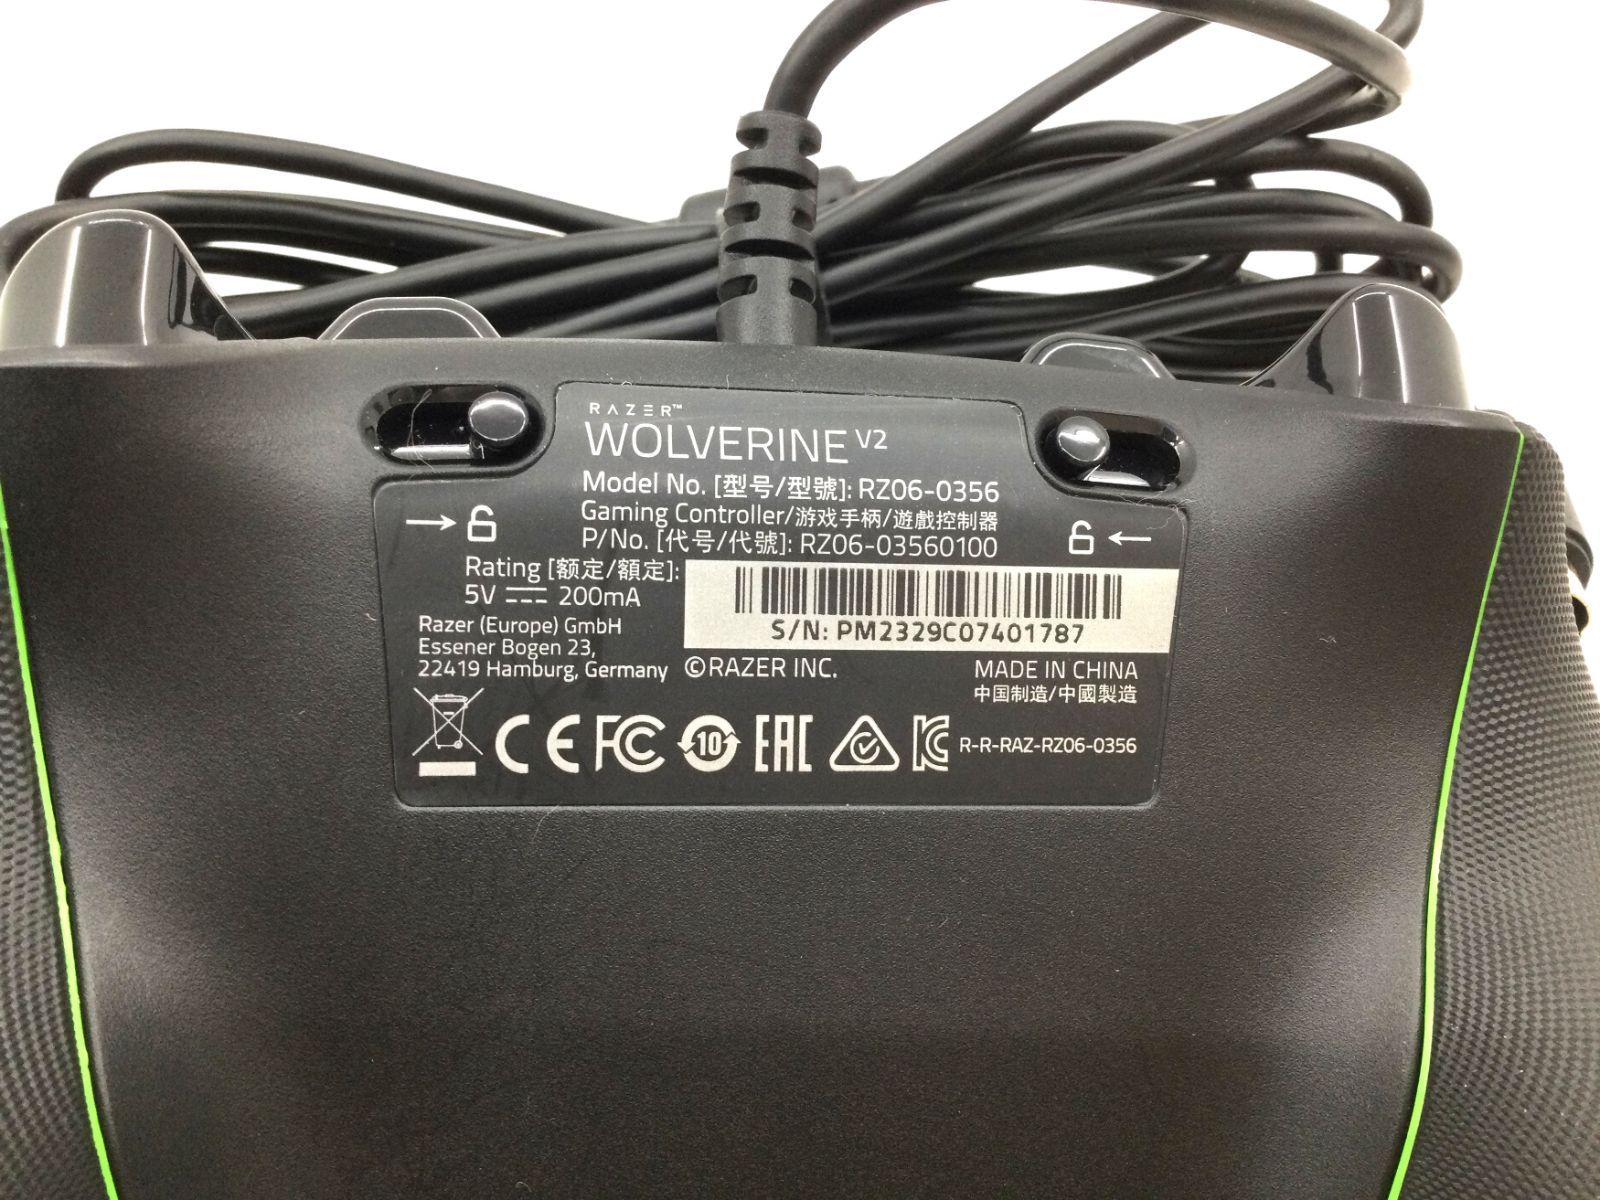 RAZER™
WOLVERINE V2
Model No. [型号/型號]: RZ06-0356
Gaming Controller/游戏手柄/遊戲控制器
P/No. [代号/代號]: RZ06-03560100
Rating [额定/額定]:
5V 200mA
Razer (Europe) GmbH
Essener Bogen 23,
22419 Hamburg, Germany
S/N: PM2329C07401787
©RAZER INC.
MADE IN CHINA
中国制造/中國製造
CE FC 10 EAC KC R-R-RAZ-RZ06-0356